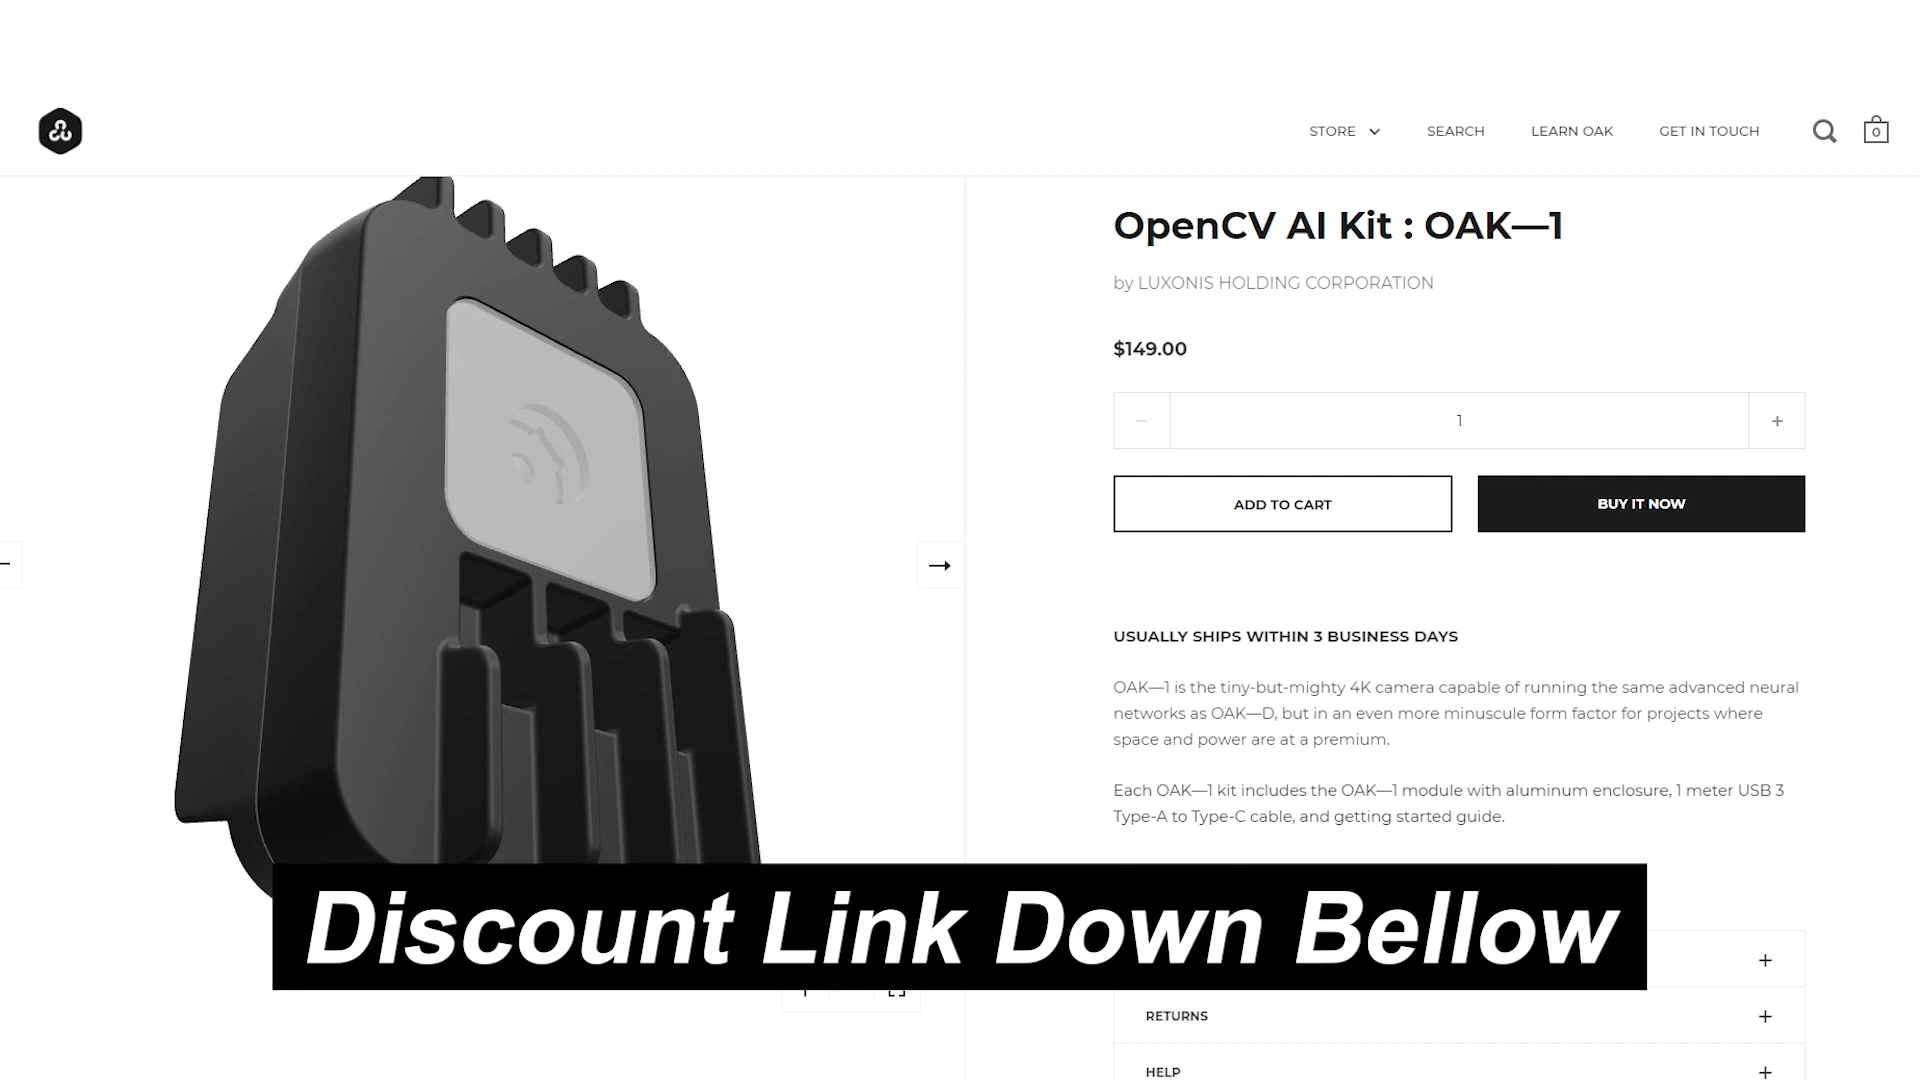 STORE SEARCH LEARN OAK GET IN TOUCH 0
OpenCV AI Kit : OAK—1
by LUXONIS HOLDING CORPORATION
$149.00
1
ADD TO CART BUY IT NOW
USUALLY SHIPS WITHIN 3 BUSINESS DAYS
OAK—1 is the tiny-but-mighty 4K camera capable of running the same advanced neural
networks as OAK—D, but in an even more minuscule form factor for projects where
space and power are at a premium.
Each OAK—1 kit includes the OAK—1 module with aluminum enclosure, 1 meter USB 3
Type-A to Type-C cable, and getting started guide.
Discount Link Down Bellow
RETURNS
HELP